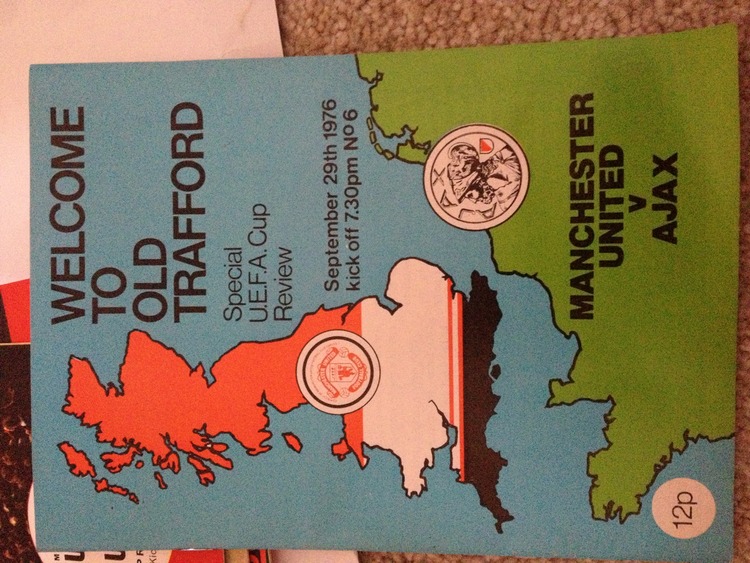 WELCOME
TO
OLD
TRAFFORD
Special
U.E.F.A. Cup
Review
September 29th 1976
kick off 7.30pm Nº 6
MANCHESTER
UNITED
V
AJAX
12p